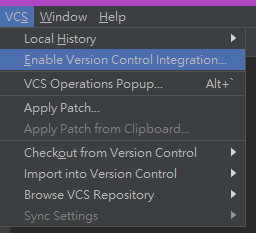 VCS Window Help
Local History
Enable Version Control Integration...
VCS Operations Popup... Alt+`
Apply Patch...
Apply Patch from Clipboard...
Checkout from Version Control
Import into Version Control
Browse VCS Repository
Sync Settings